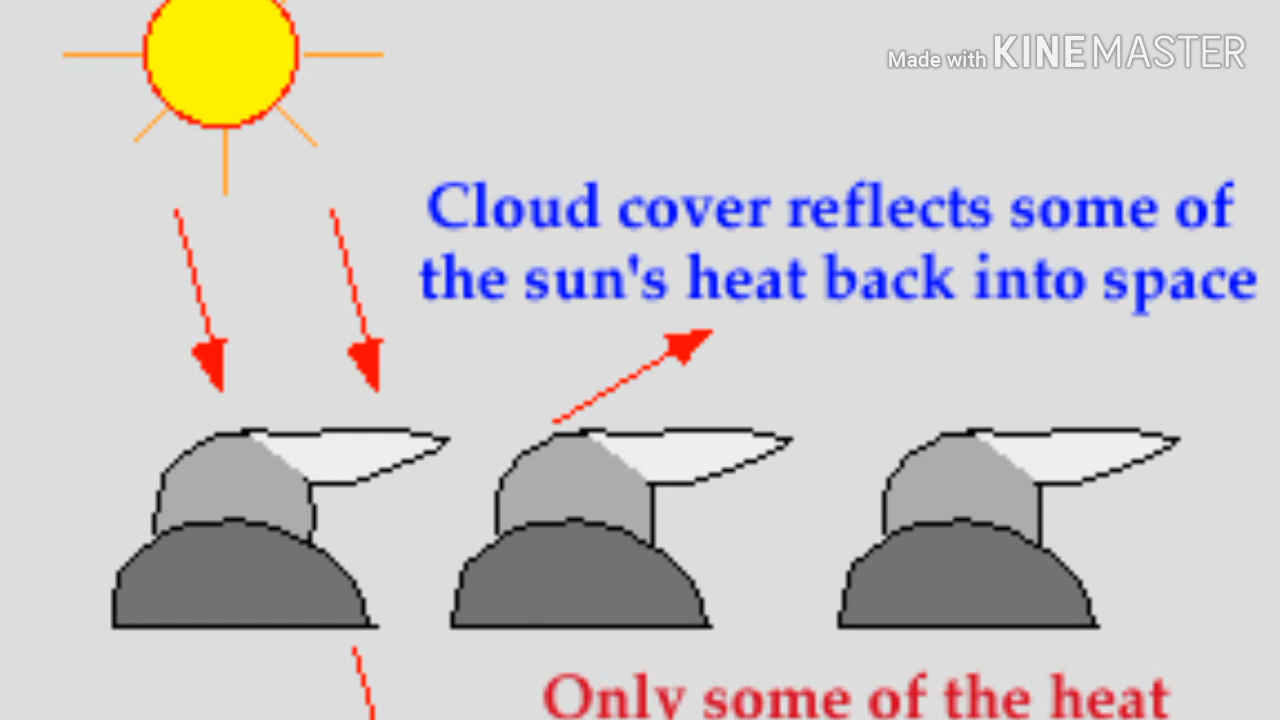 Made with KINEMASTER
Cloud cover reflects some of
the sun's heat back into space
Only some of the heat